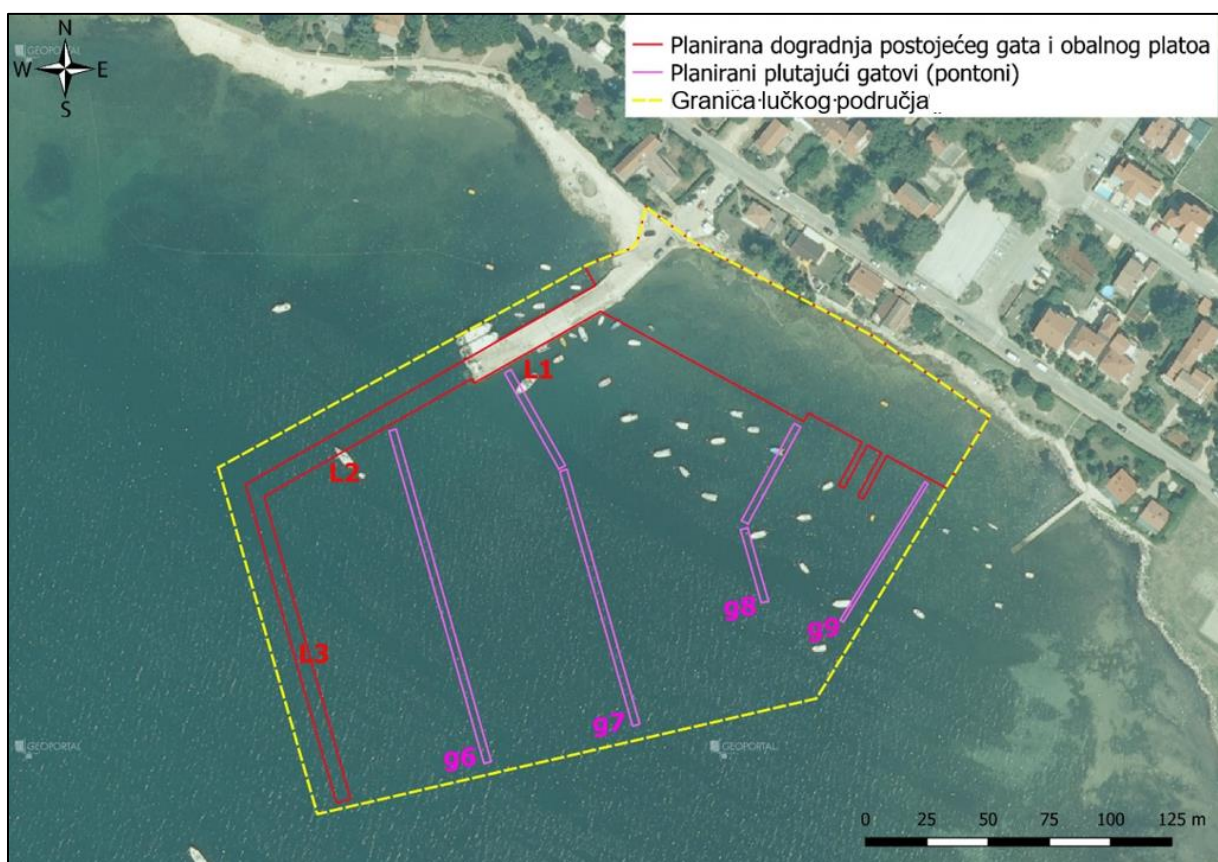 N
W E
S
GEOPORTAL
Planirana dogradnja postojećeg gata i obalnog platoa
Planirani plutajući gatovi (pontoni)
Granica lučkog područja
L1
L2
L3
g6
g7
g8
g9
GEOPORTAL
GEOPORTAL
0 25 50 75 100 125 m